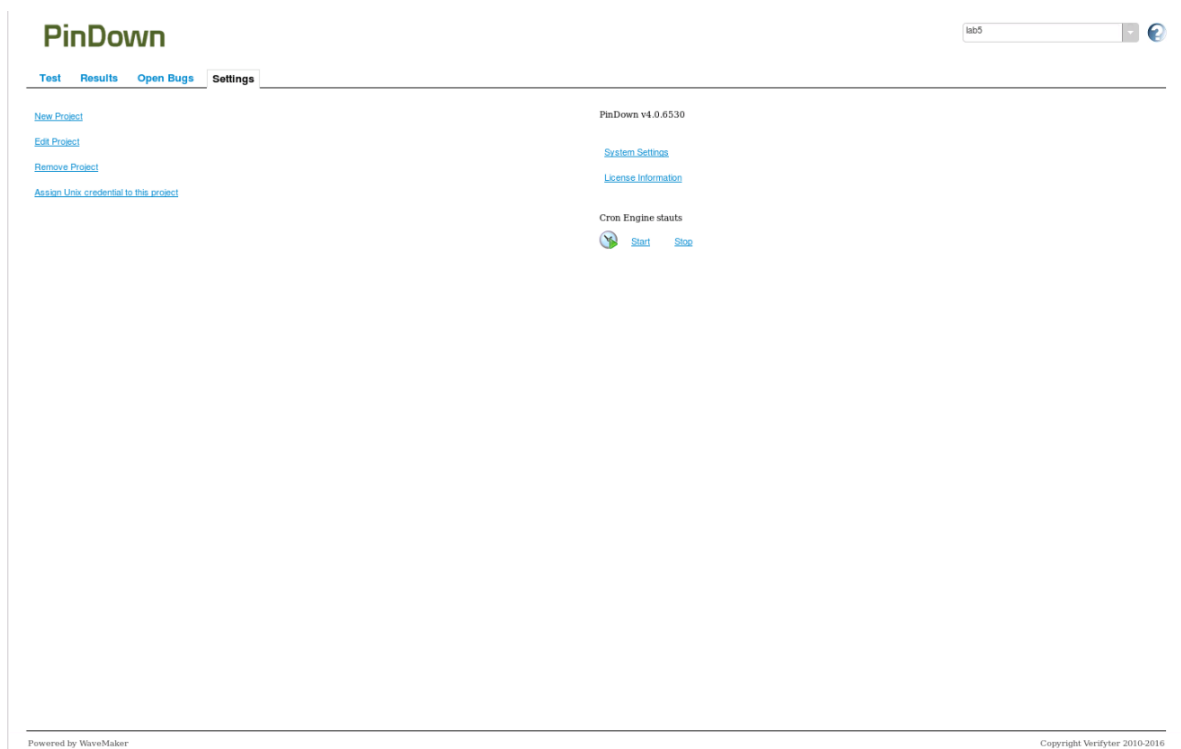 PinDown
lab5
Test Results Open Bugs Settings
New Project
Edit Project
Remove Project
Assign Unix credential to this project
PinDown v4.0.6530
System Settings
License Information
Cron Engine stauts
Start Stop
Powered by WaveMaker
Copyright Verifyter 2010-2016